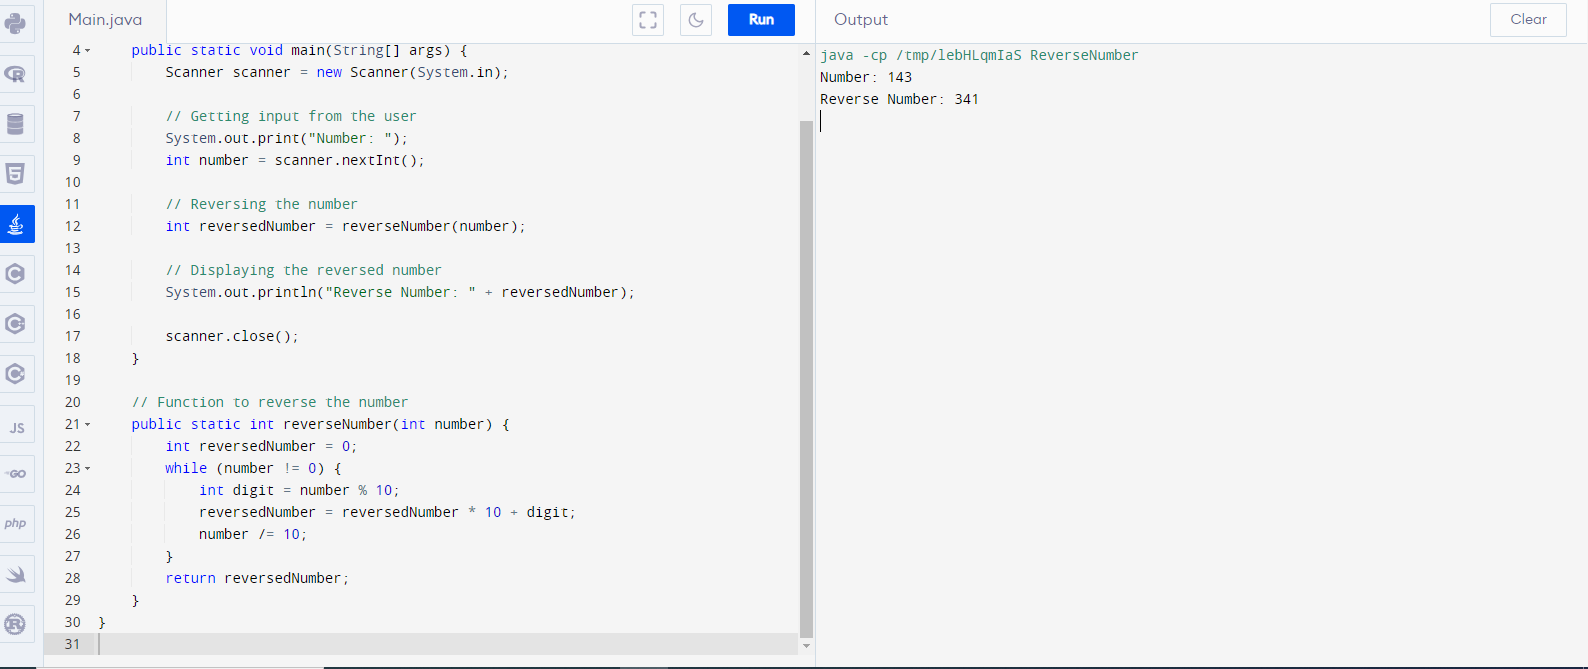 Main.java
Run
Output
Clear
4 public static void main(String[] args) {
5 Scanner scanner = new Scanner(System.in);
6
7 // Getting input from the user
8 System.out.print("Number: ");
9 int number = scanner.nextInt();
10
11 // Reversing the number
12 int reversedNumber = reverseNumber(number);
13
14 // Displaying the reversed number
15 System.out.println("Reverse Number: " + reversedNumber);
16
17 scanner.close();
18 }
19
20 // Function to reverse the number
21 public static int reverseNumber(int number) {
22 int reversedNumber = 0;
23 while (number != 0) {
24 int digit = number % 10;
25 reversedNumber = reversedNumber * 10 + digit;
26 number /= 10;
27 }
28 return reversedNumber;
29 }
30 }
31
java -cp /tmp/lebHLqmIaS ReverseNumber
Number: 143
Reverse Number: 341
R
5
C
C
C
JS
GO
php
R